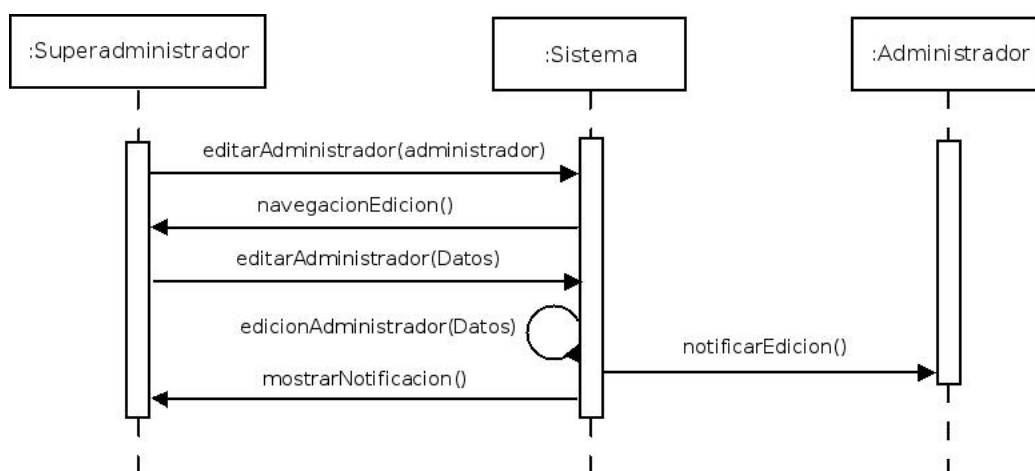 :Superadministrador
:Sistema
:Administrador
editarAdministrador(administrador)
navegacionEdicion()
editarAdministrador(Datos)
edicionAdministrador(Datos)
notificarEdicion()
mostrarNotificacion()